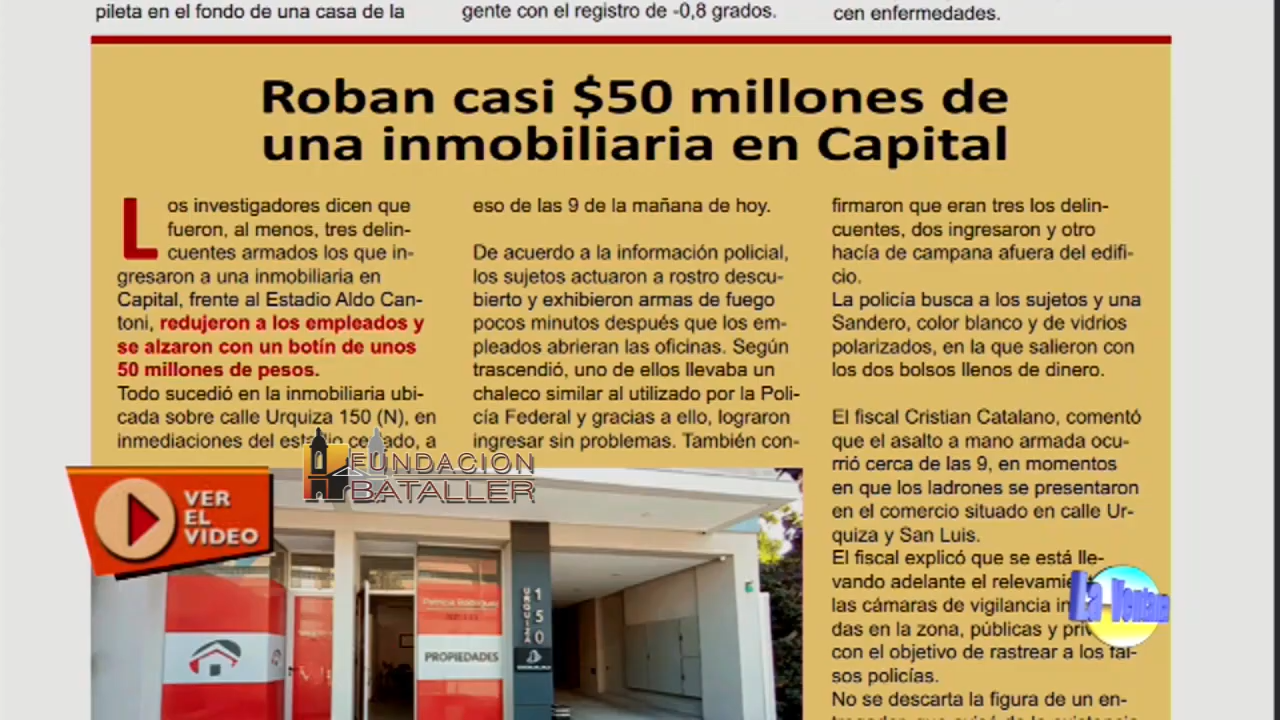 pileta en el fondo de una casa de la
gente con el registro de -0,8 grados.
cen enfermedades.
Roban casi $50 millones de
una inmobiliaria en Capital
Los investigadores dicen que
fueron, al menos, tres delin-
cuentes armados los que in-
gresaron a una inmobiliaria en
Capital, frente al Estadio Aldo Can-
toni, redujeron a los empleados y
se alzaron con un botín de unos
50 millones de pesos.
Todo sucedió en la inmobiliaria ubi-
cada sobre calle Urquiza 150 (N), en
inmediaciones del estadio cerrado, a
eso de las 9 de la mañana de hoy.
De acuerdo a la información policial,
los sujetos actuaron a rostro descu-
bierto y exhibieron armas de fuego
pocos minutos después que los em-
pleados abrieran las oficinas. Según
trascendió, uno de ellos llevaba un
chaleco similar al utilizado por la Poli-
cía Federal y gracias a ello, lograron
ingresar sin problemas. También con-
firmaron que eran tres los delin-
cuentes, dos ingresaron y otro
hacía de campana afuera del edifi-
cio.
La policía busca a los sujetos y una
Sandero, color blanco y de vidrios
polarizados, en la que salieron con
los dos bolsos llenos de dinero.
El fiscal Cristian Catalano, comentó
que el asalto a mano armada ocu-
rrió cerca de las 9, en momentos
en que los ladrones se presentaron
en el comercio situado en calle Ur-
quiza y San Luis.
El fiscal explicó que se está lle-
vando adelante el relevamie
las cámaras de vigilancia in
das en la zona, públicas y priv
con el objetivo de rastrear a los fal-
sos policías.
No se descarta la figura de un en-
FUNDACION
BATALLER
VER
EL
VIDEO
La Ventana
Patricia Rodríguez
PROPIEDADES
URQUIZA
150